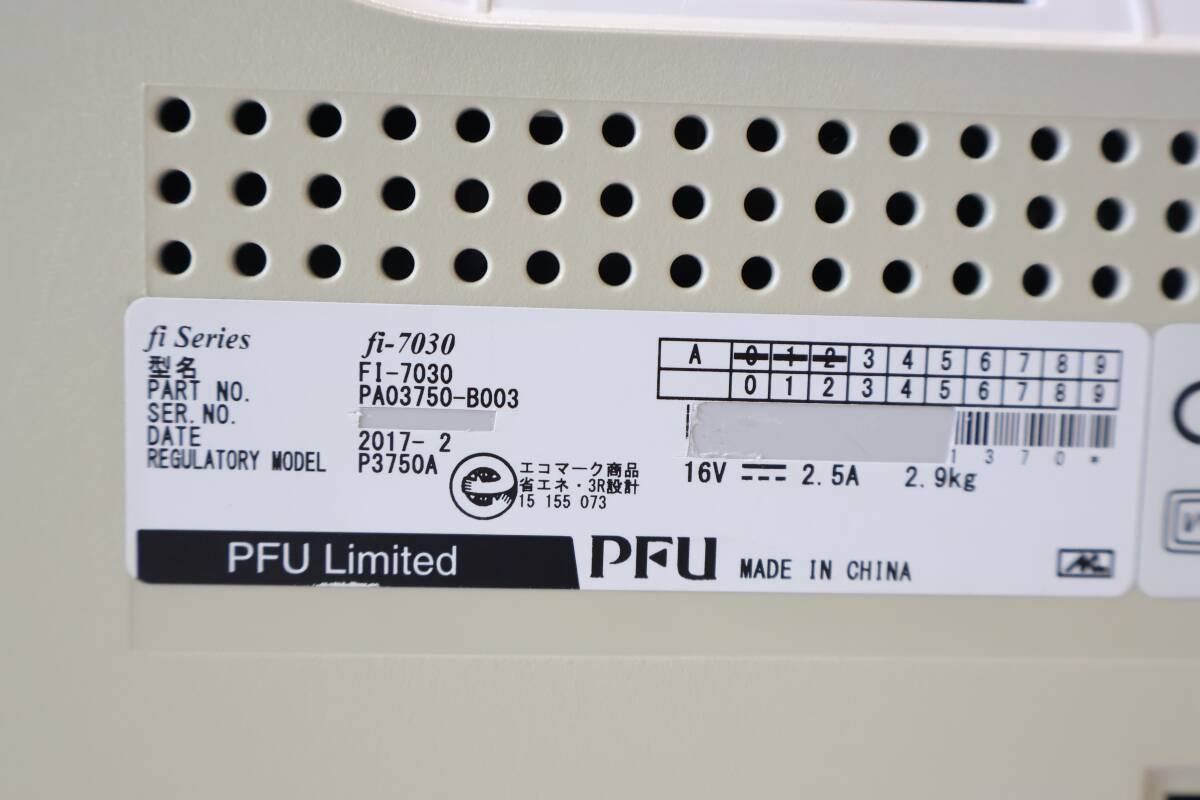 fi Series fi-7030
型名 FI-7030
PART NO. PA03750-B003
SER.NO.
DATE 2017- 2
REGULATORY MODEL P3750A
エコマーク商品
省エネ・3R設計
15 155 073
A 0 1 2 3 4 5 6 7 8 9
0 1 2 3 4 5 6 7 8 9
1370*
16V 2.5A 2.9kg
PFU Limited
PFU MADE IN CHINA